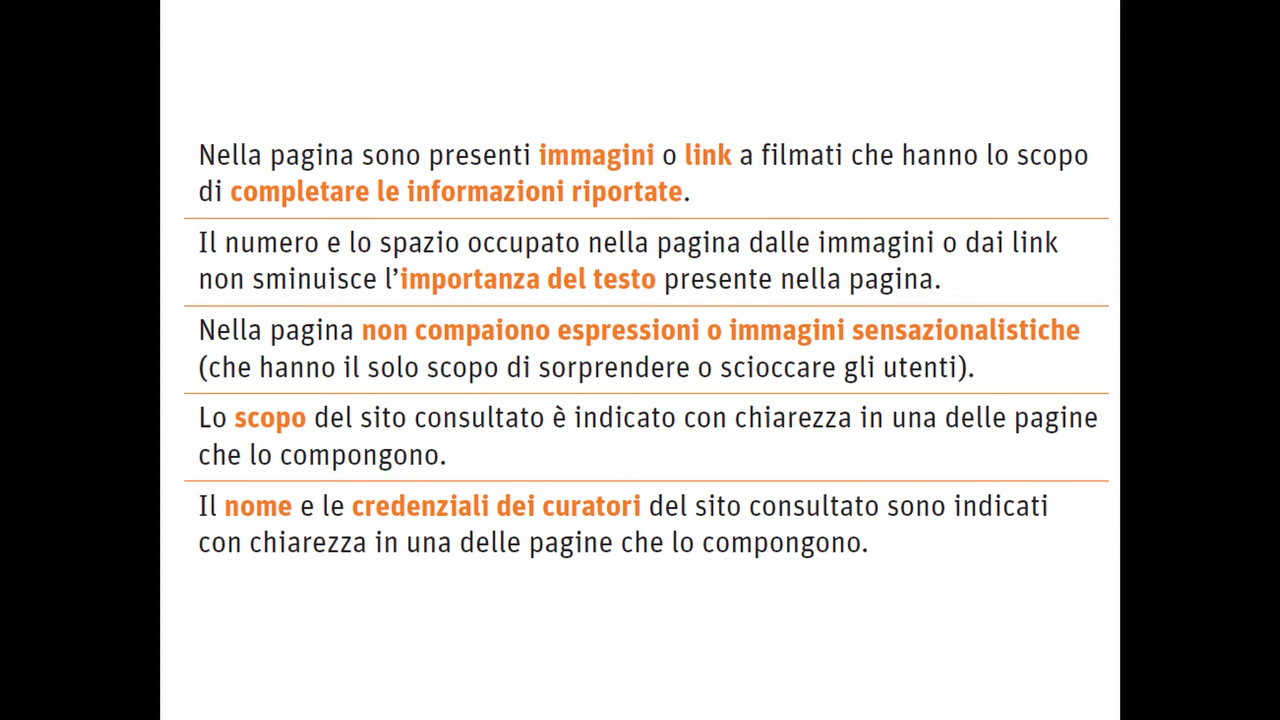 Nella pagina sono presenti immagini o link a filmati che hanno lo scopo
di completare le informazioni riportate.
Il numero e lo spazio occupato nella pagina dalle immagini o dai link
non sminuisce l’importanza del testo presente nella pagina.
Nella pagina non compaiono espressioni o immagini sensazionalistiche
(che hanno il solo scopo di sorprendere o scioccare gli utenti).
Lo scopo del sito consultato è indicato con chiarezza in una delle pagine
che lo compongono.
Il nome e le credenziali dei curatori del sito consultato sono indicati
con chiarezza in una delle pagine che lo compongono.